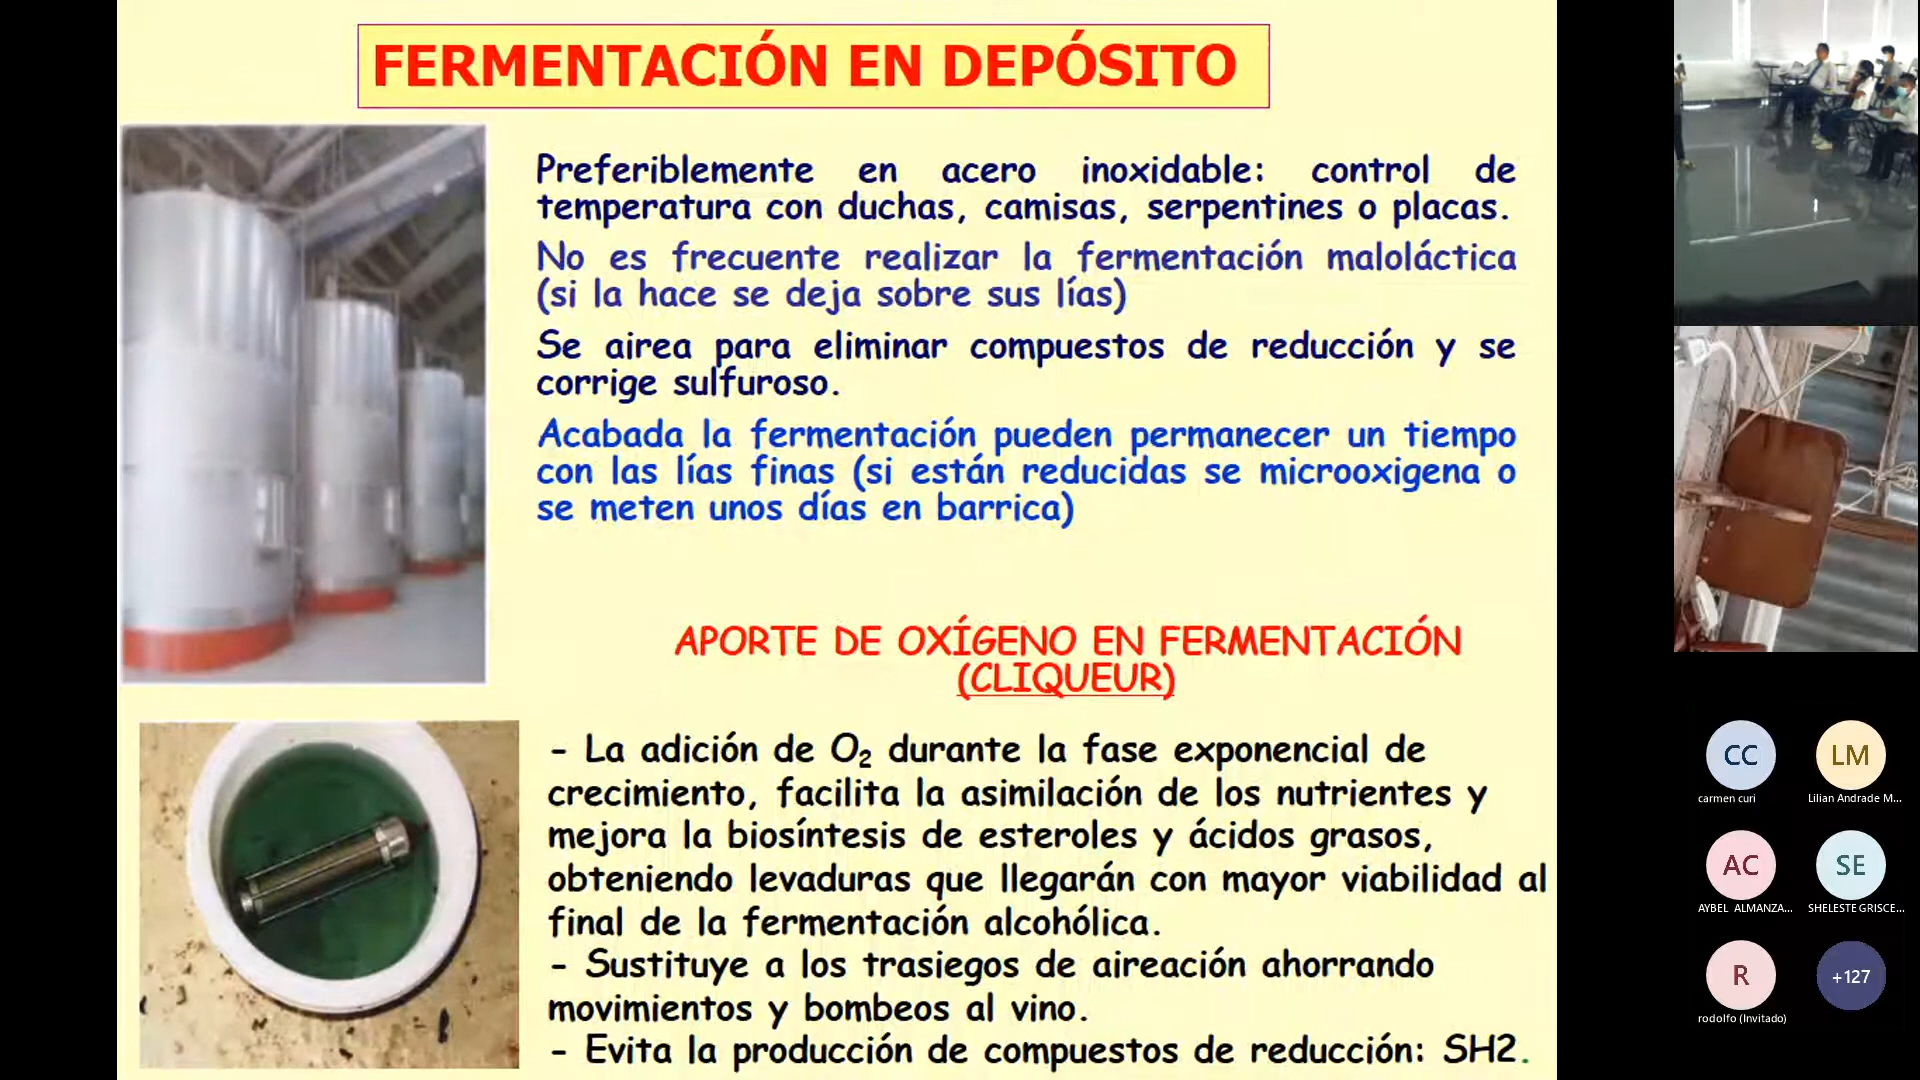 FERMENTACIÓN EN DEPÓSITO
Preferiblemente en acero inoxidable: control de
temperatura con duchas, camisas, serpentines o placas.
No es frecuente realizar la fermentación maloláctica
(si la hace se deja sobre sus lías)
Se airea para eliminar compuestos de reducción y se
corrige sulfuroso.
Acabada la fermentación pueden permanecer un tiempo
con las lías finas (si están reducidas se microoxigena o
se meten unos días en barrica)
APORTE DE OXÍGENO EN FERMENTACIÓN
(CLIQUEUR)
- La adición de O₂ durante la fase exponencial de
crecimiento, facilita la asimilación de los nutrientes y
mejora la biosíntesis de esteroles y ácidos grasos,
obteniendo levaduras que llegarán con mayor viabilidad al
final de la fermentación alcohólica.
- Sustituye a los trasiegos de aireación ahorrando
movimientos y bombeos al vino.
- Evita la producción de compuestos de reducción: SH2.
CC
carmen curi
LM
Lilian Andrade M...
AC
AYBEL ALMANZA...
SE
SHELESTE GRISCE...
R
rodolfo (Invitado)
+127